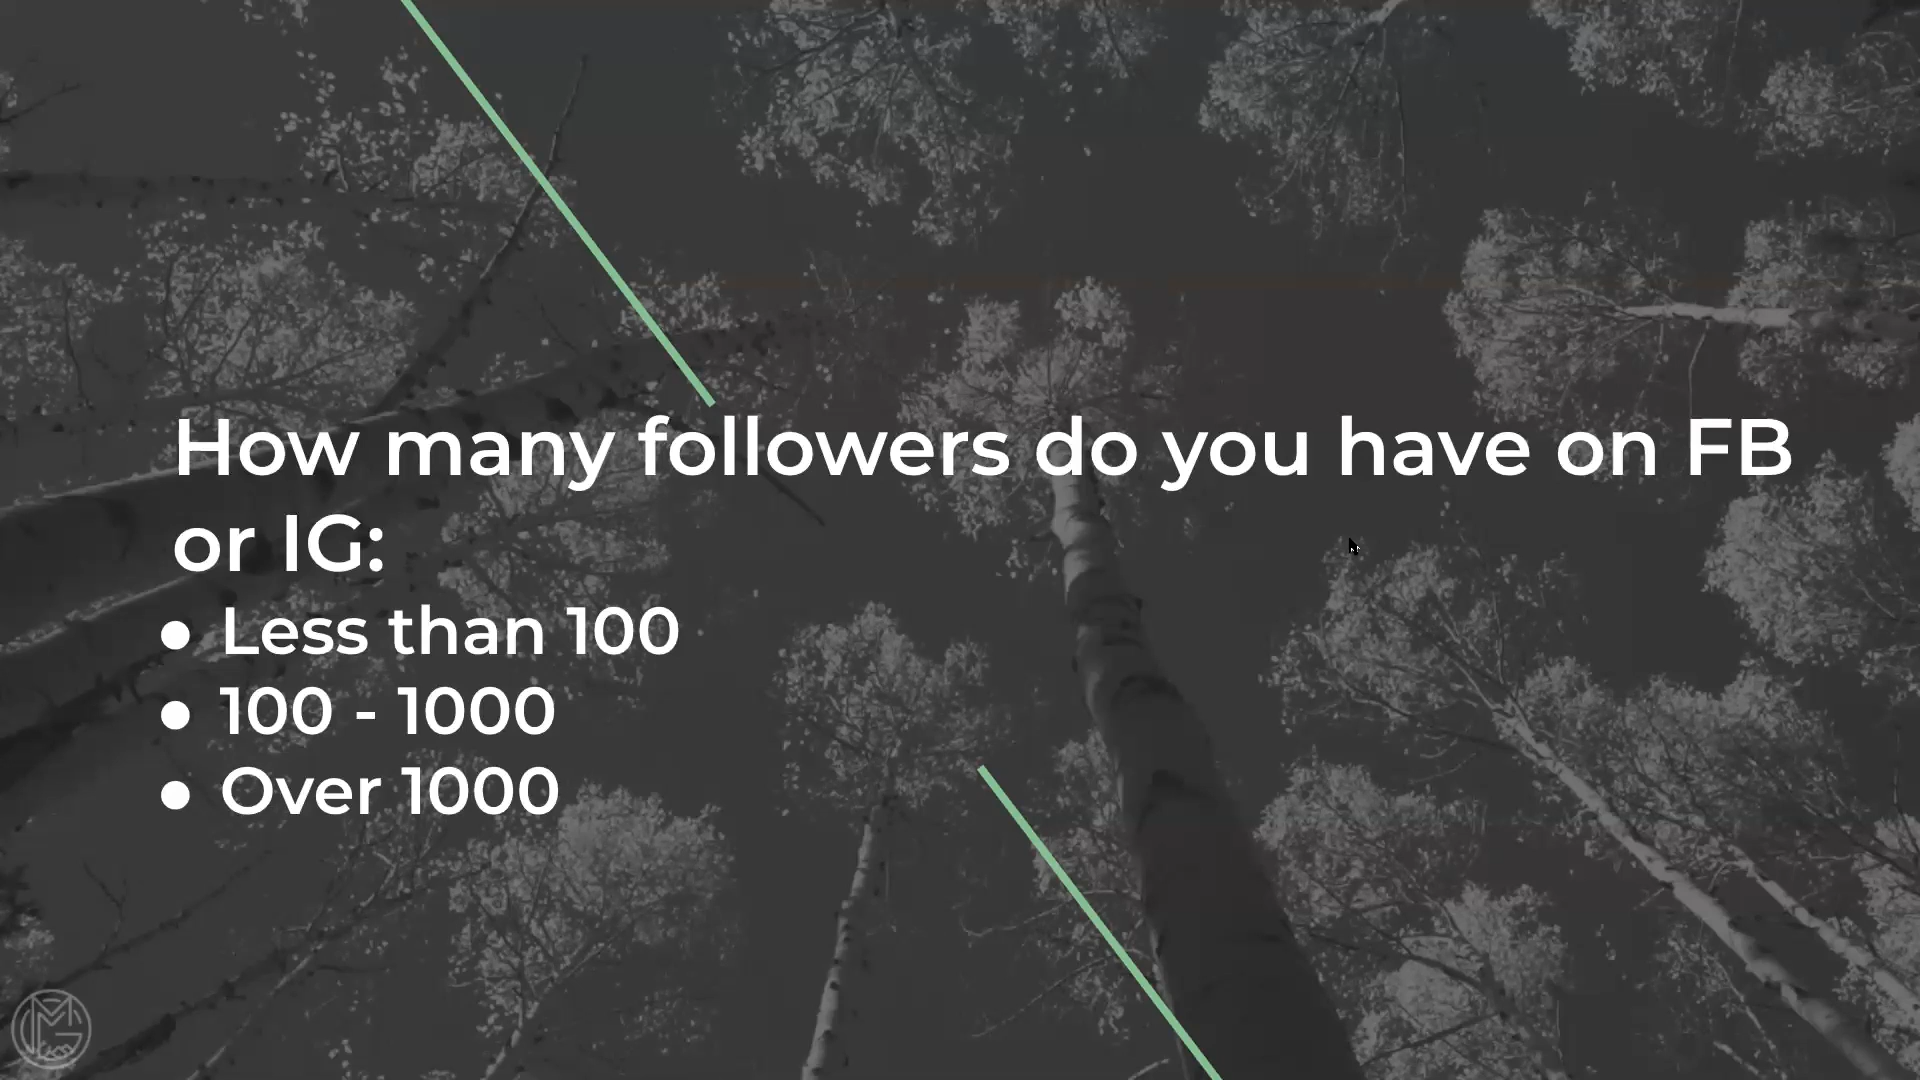 How many followers do you have on FB
or IG:
● Less than 100
● 100 - 1000
● Over 1000